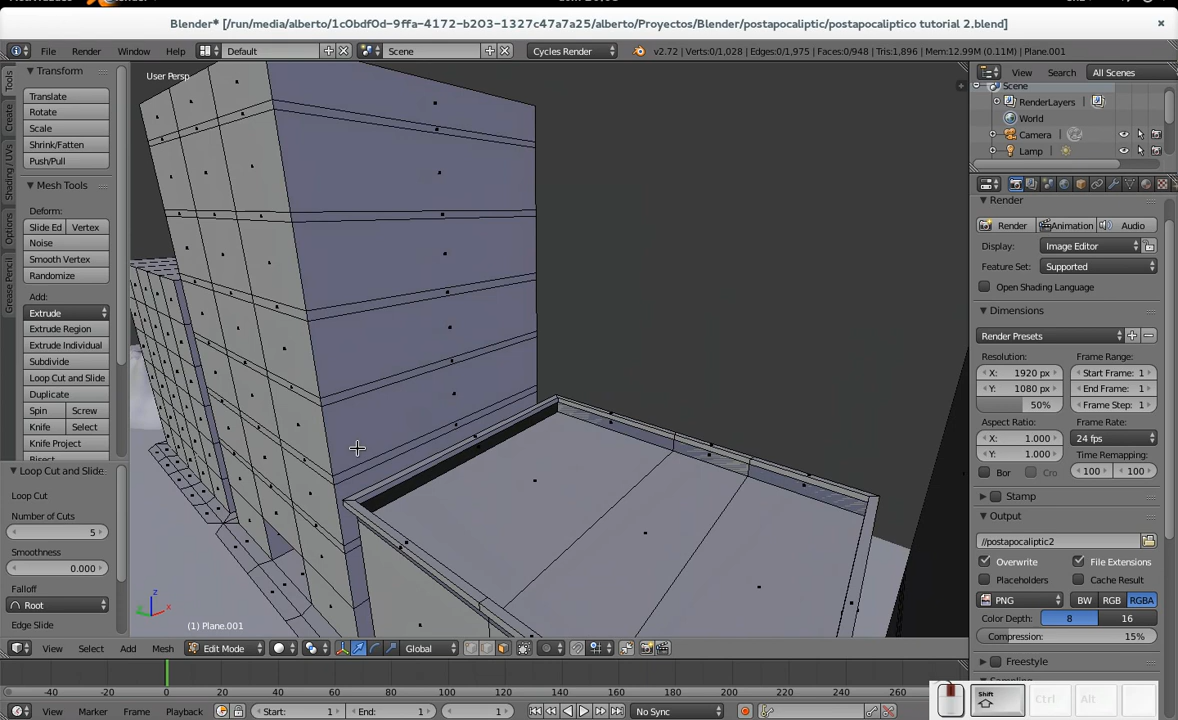 Blender* [/run/media/alberto/1c0bdf0d-9ffa-4172-b203-1327c47a7a25/alberto/Proyectos/Blender/postapocaliptic/postapocaliptico tutorial 2.blend]
File Render Window Help Default Scene Cycles Render v2.72 | Verts:0/1,028 | Edges:0/1,975 | Faces:0/948 | Tris:1,896 | Mem:12.99M (0.11M) | Plane.001
Tools
Create
Shading / UVs
Options
Grease Pencil
Transform
Translate
Rotate
Scale
Shrink/Fatten
Push/Pull
Mesh Tools
Deform:
Slide Ed Vertex
Noise
Smooth Vertex
Randomize
Add:
Extrude
Extrude Region
Extrude Individual
Subdivide
Loop Cut and Slide
Duplicate
Spin Screw
Knife Select
Knife Project
Bisect
Loop Cut and Slide
Loop Cut
Number of Cuts
5
Smoothness
0.000
Falloff
Root
Edge Slide
User Persp
z
x
(1) Plane.001
View Search All Scenes
Scene
RenderLayers
World
Camera
Lamp
Render
Render Animation Audio
Display: Image Editor
Feature Set: Supported
Open Shading Language
Dimensions
Render Presets
Resolution: Frame Range:
X: 1920 px Start Frame: 1
Y: 1080 px End Frame: 1
50% Frame Step: 1
Aspect Ratio: Frame Rate:
X: 1.000 24 fps
Y: 1.000 Time Remapping:
Bor Cro 100 100
Stamp
Output
//postapocaliptic2
Overwrite File Extensions
Placeholders Cache Result
PNG BW RGB RGBA
Color Depth: 8 16
Compression: 15%
Freestyle
View Select Add Mesh Edit Mode Global
-40 -20 0 20 40 60 80 100 120 140 160 180 200 220 240 260
View Marker Frame Playback Start: 1 End: 1 1 No Sync
Shift Ctrl Alt